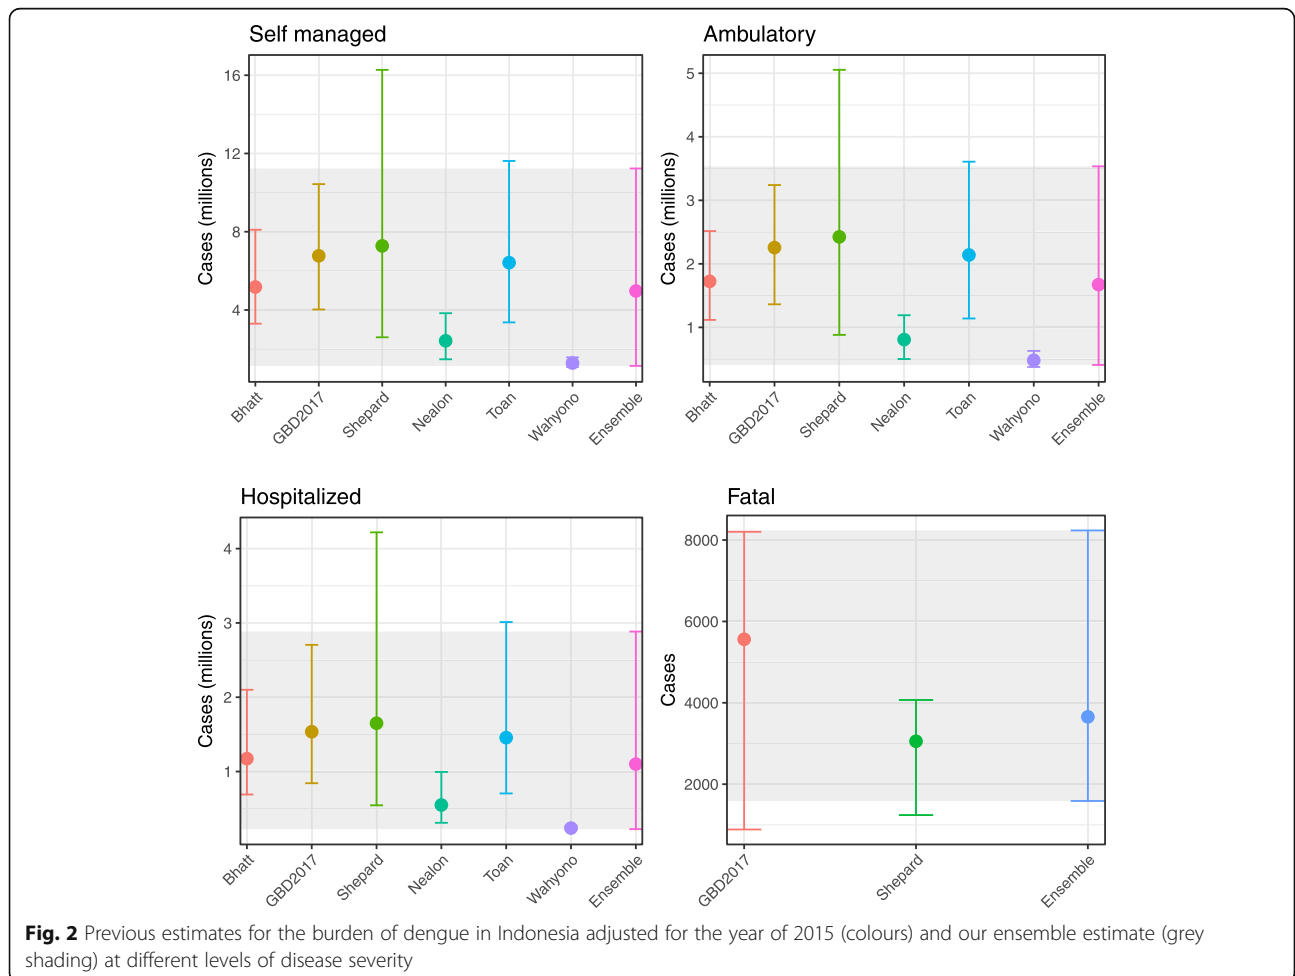 Self managed
Cases (millions)
16
12
8
4
Bhatt
GBD2017
Shepard
Nealon
Toan
Wahyono
Ensemble
Ambulatory
Cases (millions)
5
4
3
2
1
Bhatt
GBD2017
Shepard
Nealon
Toan
Wahyono
Ensemble
Hospitalized
Cases (millions)
4
3
2
1
Bhatt
GBD2017
Shepard
Nealon
Toan
Wahyono
Ensemble
Fatal
Cases
8000
6000
4000
2000
GBD2017
Shepard
Ensemble
Fig. 2 Previous estimates for the burden of dengue in Indonesia adjusted for the year of 2015 (colours) and our ensemble estimate (grey
shading) at different levels of disease severity